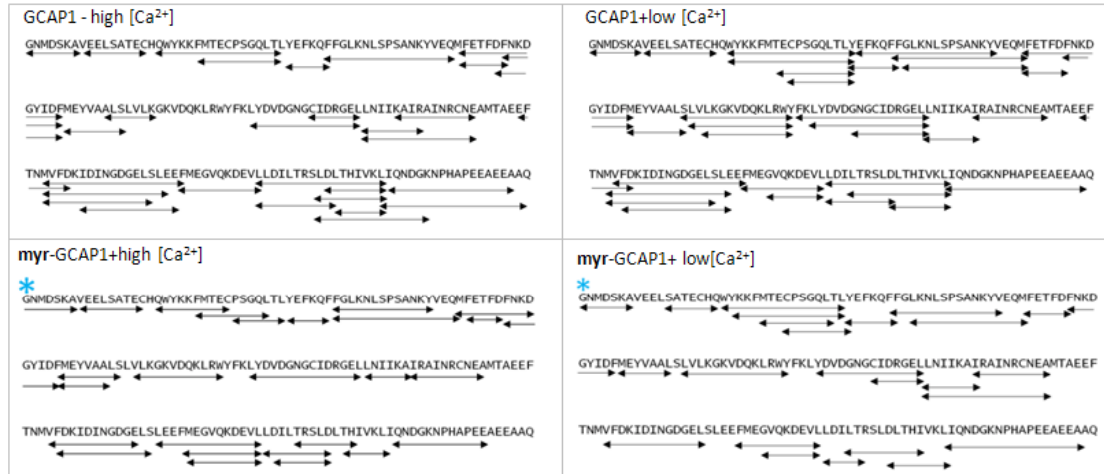 GCAP1 - high [Ca²⁺]
GNMDSKAVEELSATECHQWYKKFMTECPSGQLTLYEFKQFFGLKNLSPSANKYVEQMFETFDFNKD
GYIDFMEYVAALSLVLKGKVDQKLRWYFKLYDVDGNGCIDRGELLNIIKAIRAINRCNEAMTAEEF
TNMVFDKIDINGDGELSLEEFMEGVQKDEVLLDILTRSLDLTHIVKLIQNDGKNPHAPEEAEEAAQ
GCAP1+low [Ca²⁺]
GNMDSKAVEELSATECHQWYKKFMTECPSGQLTLYEFKQFFGLKNLSPSANKYVEQMFETFDFNKD
GYIDFMEYVAALSLVLKGKVDQKLRWYFKLYDVDGNGCIDRGELLNIIKAIRAINRCNEAMTAEEF
TNMVFDKIDINGDGELSLEEFMEGVQKDEVLLDILTRSLDLTHIVKLIQNDGKNPHAPEEAEEAAQ
myr-GCAP1+high [Ca²⁺]
*
GNMDSKAVEELSATECHQWYKKFMTECPSGQLTLYEFKQFFGLKNLSPSANKYVEQMFETFDFNKD
GYIDFMEYVAALSLVLKGKVDQKLRWYFKLYDVDGNGCIDRGELLNIIKAIRAINRCNEAMTAEEF
TNMVFDKIDINGDGELSLEEFMEGVQKDEVLLDILTRSLDLTHIVKLIQNDGKNPHAPEEAEEAAQ
myr-GCAP1+ low[Ca²⁺]
*
GNMDSKAVEELSATECHQWYKKFMTECPSGQLTLYEFKQFFGLKNLSPSANKYVEQMFETFDFNKD
GYIDFMEYVAALSLVLKGKVDQKLRWYFKLYDVDGNGCIDRGELLNIIKAIRAINRCNEAMTAEEF
TNMVFDKIDINGDGELSLEEFMEGVQKDEVLLDILTRSLDLTHIVKLIQNDGKNPHAPEEAEEAAQ